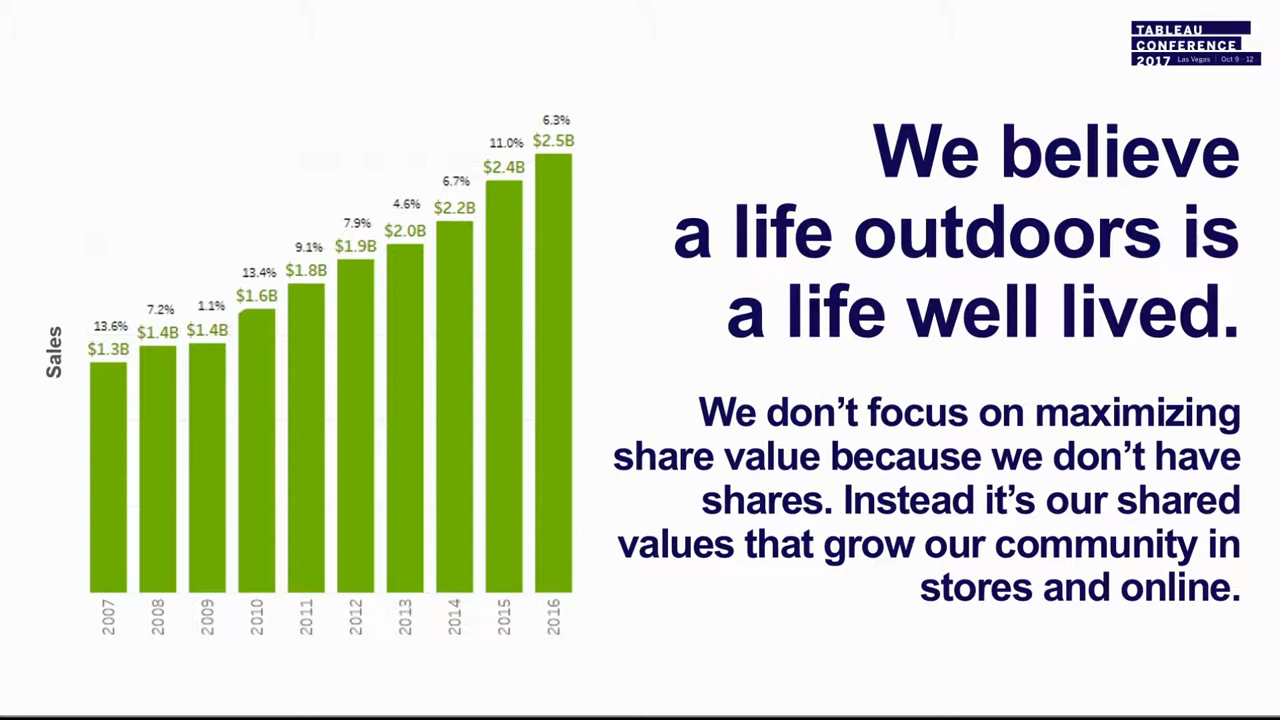 TABLEAU
CONFERENCE
2017 Las Vegas | Oct 9 - 12
We believe
a life outdoors is
a life well lived.
We don’t focus on maximizing
share value because we don’t have
shares. Instead it’s our shared
values that grow our community in
stores and online.
Sales
13.6%
$1.3B
7.2%
$1.4B
1.1%
$1.4B
13.4%
$1.6B
9.1%
$1.8B
7.9%
$1.9B
4.6%
$2.0B
6.7%
$2.2B
11.0%
$2.4B
6.3%
$2.5B
2007
2008
2009
2010
2011
2012
2013
2014
2015
2016